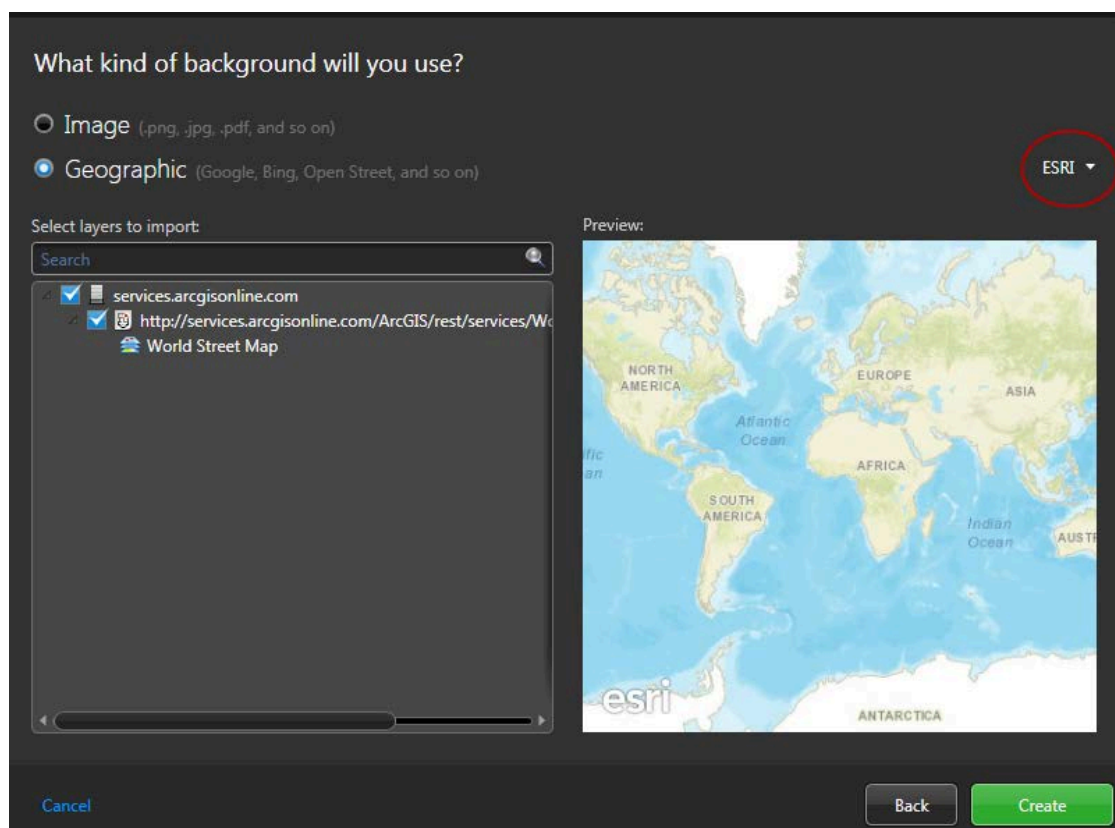 What kind of background will you use?
Image (.png, .jpg, .pdf, and so on)
Geographic (Google, Bing, Open Street, and so on)
ESRI
Select layers to import:
Search
services.arcgisonline.com
http://services.arcgisonline.com/ArcGIS/rest/services/Wo
World Street Map
Preview:
NORTH
AMERICA
EUROPE
ASIA
Atlantic
Ocean
ific
an
AFRICA
SOUTH
AMERICA
Indian
Ocean
AUST
esri
ANTARCTICA
Cancel
Back
Create